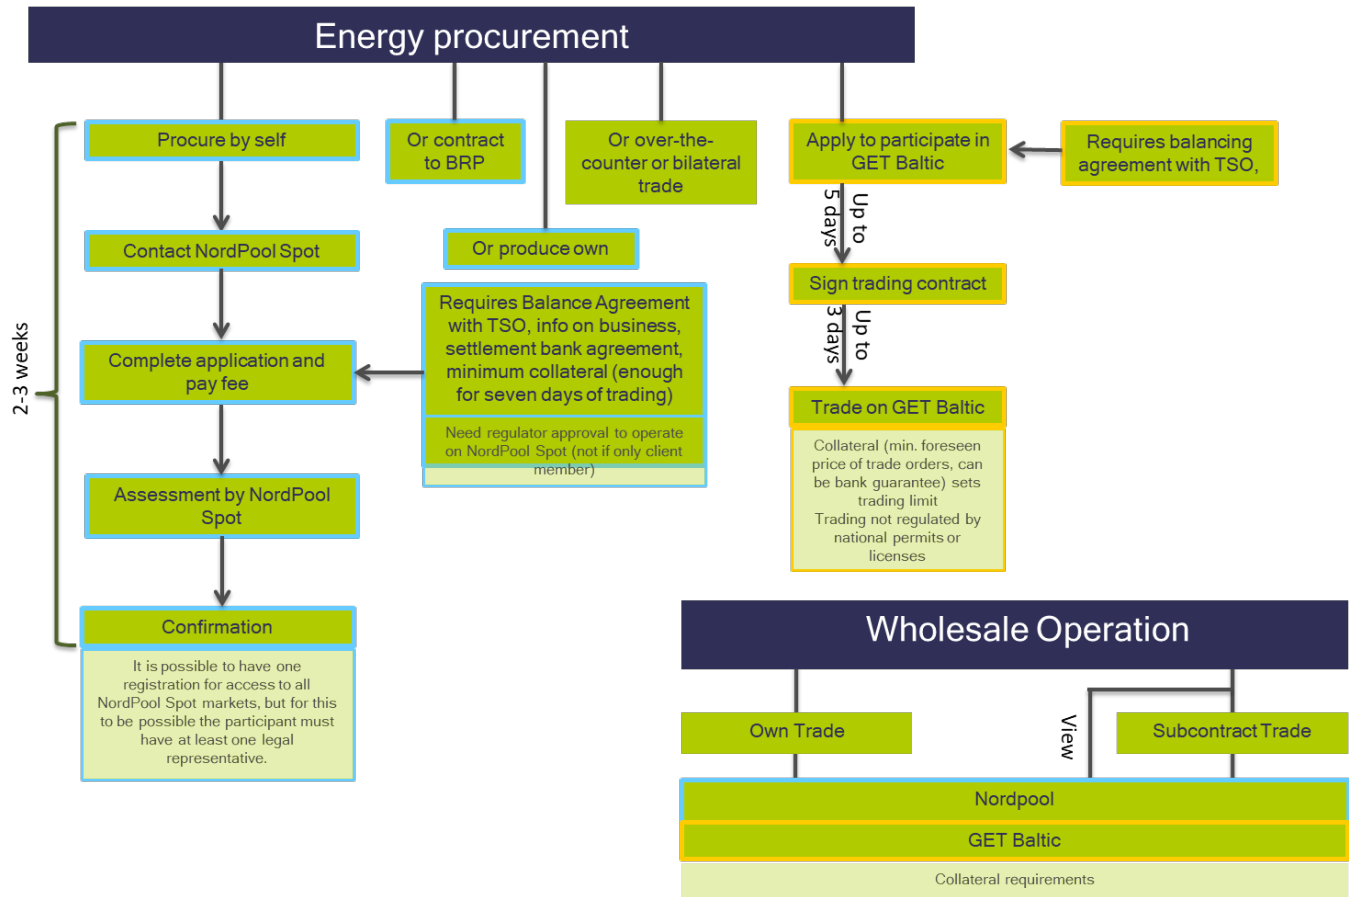 Energy procurement
Procure by self
Contact NordPool Spot
Complete application and
pay fee
Assessment by NordPool
Spot
Confirmation
It is possible to have one
registration for access to all
NordPool Spot markets, but for this
to be possible the participant must
have at least one legal
representative.
2-3 weeks
Or contract
to BRP
Or produce own
Requires Balance Agreement
with TSO, info on business,
settlement bank agreement,
minimum collateral (enough
for seven days of trading)
Need regulator approval to operate
on NordPool Spot (not if only client
member)
Or over-the-
counter or bilateral
trade
Apply to participate in
GET Baltic
Requires balancing
agreement with TSO,
Up to
5 days
Sign trading contract
Up to
3 days
Trade on GET Baltic
Collateral (min. foreseen
price of trade orders, can
be bank guarantee) sets
trading limit
Trading not regulated by
national permits or
licenses
Wholesale Operation
Own Trade
View
Subcontract Trade
Nordpool
GET Baltic
Collateral requirements